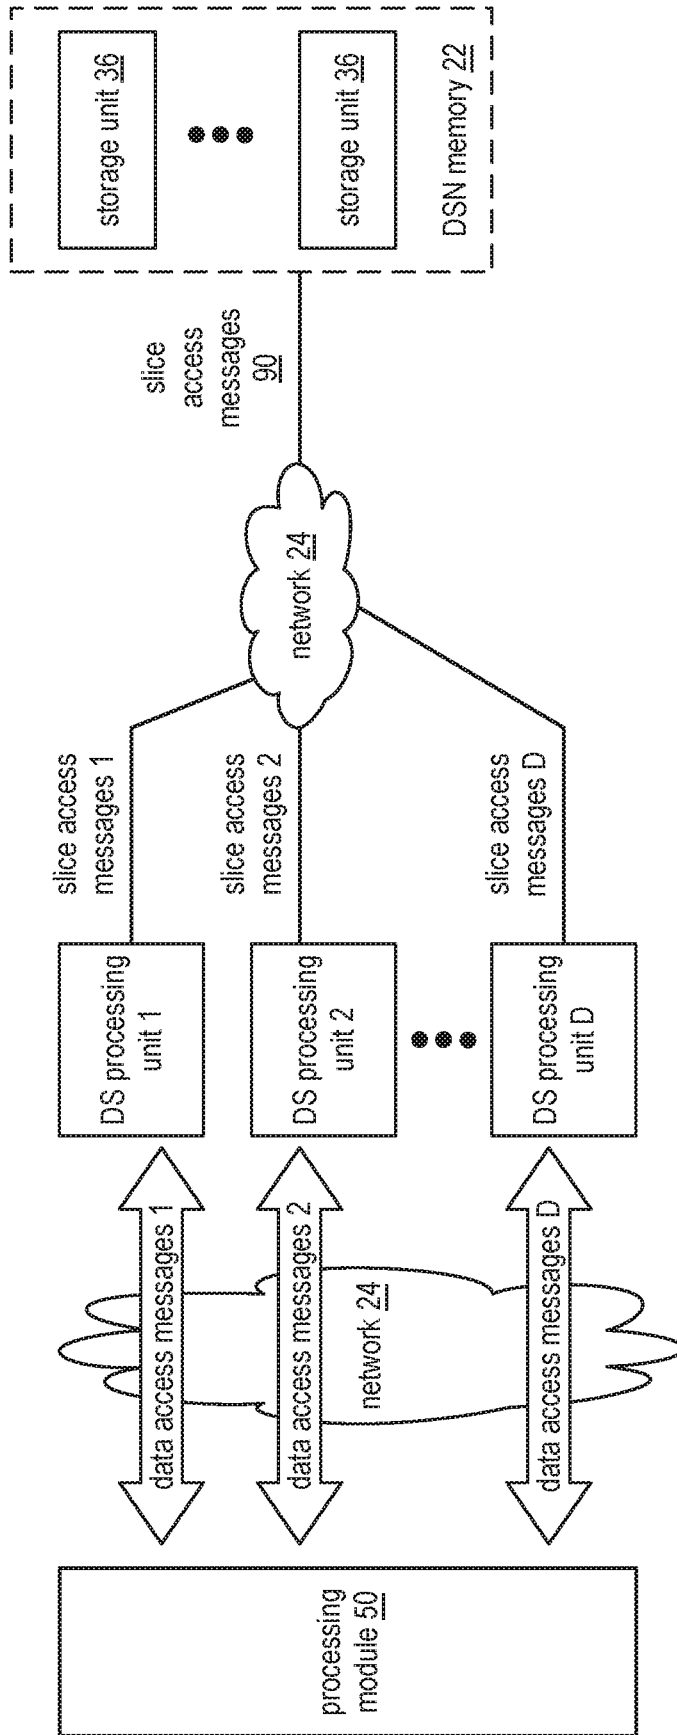 processing
module 50
data access messages 1
data access messages 2
data access messages D
network 24
DS processing
unit 1
DS processing
unit 2
DS processing
unit D
slice access
messages 1
slice access
messages 2
slice access
messages D
network 24
slice
access
messages
90
storage unit 36
storage unit 36
DSN memory 22